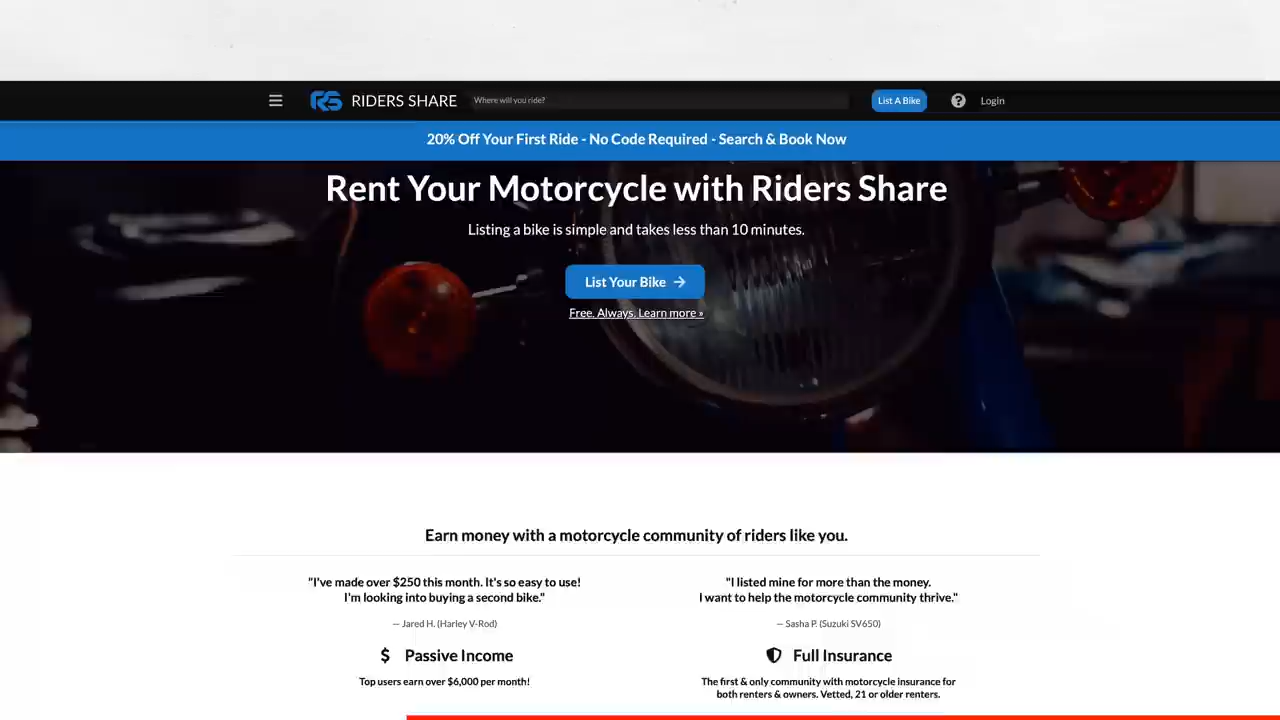 RIDERS SHARE
Where will you ride?
List A Bike
?
Login
20% Off Your First Ride - No Code Required - Search & Book Now
Rent Your Motorcycle with Riders Share
Listing a bike is simple and takes less than 10 minutes.
List Your Bike →
Free. Always. Learn more »
Earn money with a motorcycle community of riders like you.
"I've made over $250 this month. It's so easy to use!
I'm looking into buying a second bike."
— Jared H. (Harley V-Rod)
"I listed mine for more than the money.
I want to help the motorcycle community thrive."
— Sasha P. (Suzuki SV650)
$ Passive Income
Top users earn over $6,000 per month!
Full Insurance
The first & only community with motorcycle insurance for
both renters & owners. Vetted, 21 or older renters.